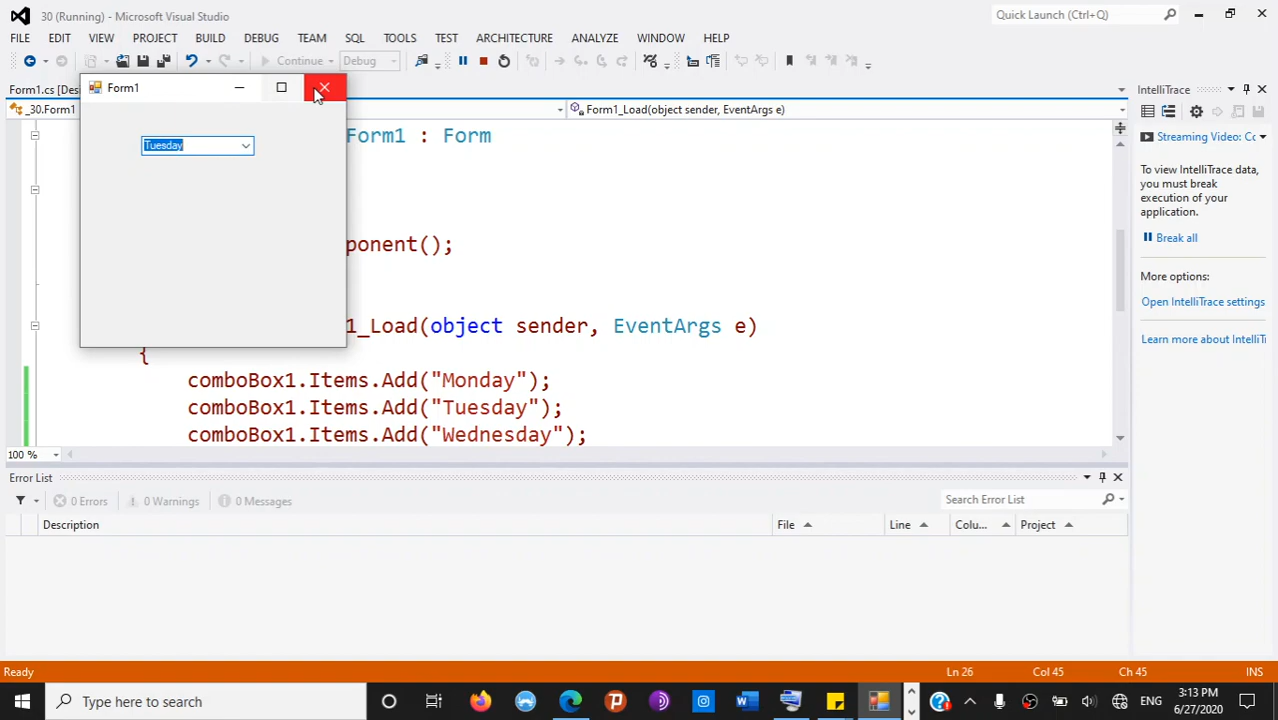 30 (Running) - Microsoft Visual Studio
Quick Launch (Ctrl+Q)
FILE EDIT VIEW PROJECT BUILD DEBUG TEAM SQL TOOLS TEST ARCHITECTURE ANALYZE WINDOW HELP
Continue Debug
Form1.cs [Des
Form1
_30.Form1
Form1_Load(object sender, EventArgs e)
Tuesday
Form1 : Form
ponent();
1_Load(object sender, EventArgs e)
{
comboBox1.Items.Add("Monday");
comboBox1.Items.Add("Tuesday");
comboBox1.Items.Add("Wednesday");
100 %
IntelliTrace
Streaming Video: Cc
To view IntelliTrace data,
you must break
execution of your
application.
Break all
More options:
Open IntelliTrace settings
Learn more about IntelliTi
Error List
0 Errors 0 Warnings 0 Messages
Search Error List
Description File Line Colu... Project
Ready Ln 26 Col 45 Ch 45 INS
Type here to search
ENG
3:13 PM
6/27/2020